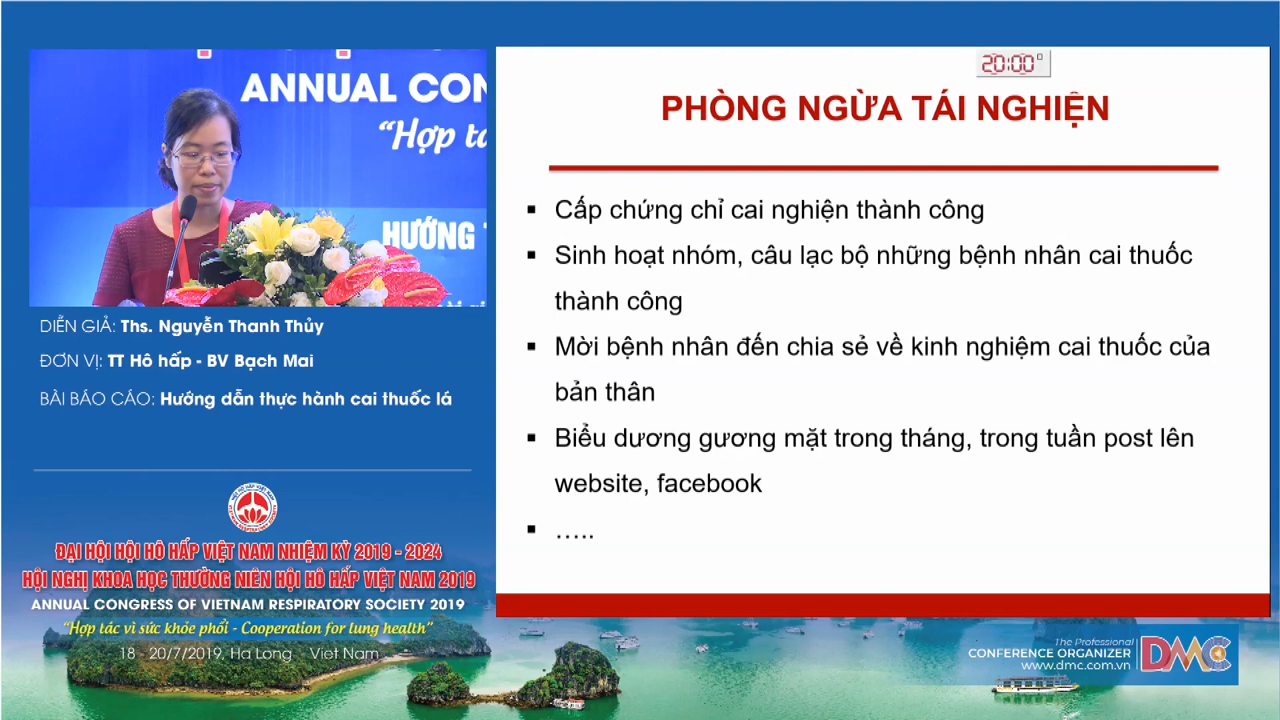 ANNUAL CON
“Hợp tá
HƯỚNG T
DIỄN GIẢ: Ths. Nguyễn Thanh Thủy
ĐƠN VỊ: TT Hô hấp - BV Bạch Mai
BÀI BÁO CÁO: Hướng dẫn thực hành cai thuốc lá
ĐẠI HỘI HỘI HÔ HẤP VIỆT NAM NHIỆM KỲ 2019 - 2024
HỘI NGHỊ KHOA HỌC THƯỜNG NIÊN HỘI HÔ HẤP VIỆT NAM 2019
ANNUAL CONGRESS OF VIETNAM RESPIRATORY SOCIETY 2019
“Hợp tác vì sức khỏe phổi - Cooperation for lung health”
18 - 20/7/2019, Ha Long Viet Nam
20:00
PHÒNG NGỪA TÁI NGHIỆN
▪ Cấp chứng chỉ cai nghiện thành công
▪ Sinh hoạt nhóm, câu lạc bộ những bệnh nhân cai thuốc
thành công
▪ Mời bệnh nhân đến chia sẻ về kinh nghiệm cai thuốc của
bản thân
▪ Biểu dương gương mặt trong tháng, trong tuần post lên
website, facebook
▪ .....
The Professional
CONFERENCE ORGANIZER
www.dmc.com.vn
DMC